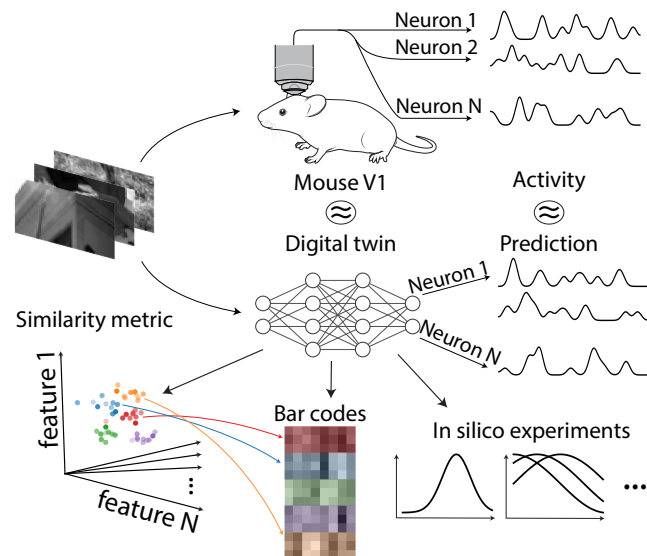 Neuron 1
Neuron 2
Neuron N
Mouse V1
Activity
≈
≈
Digital twin
Prediction
Neuron 1
Neuron N
Similarity metric
feature 1
feature N
Bar codes
In silico experiments